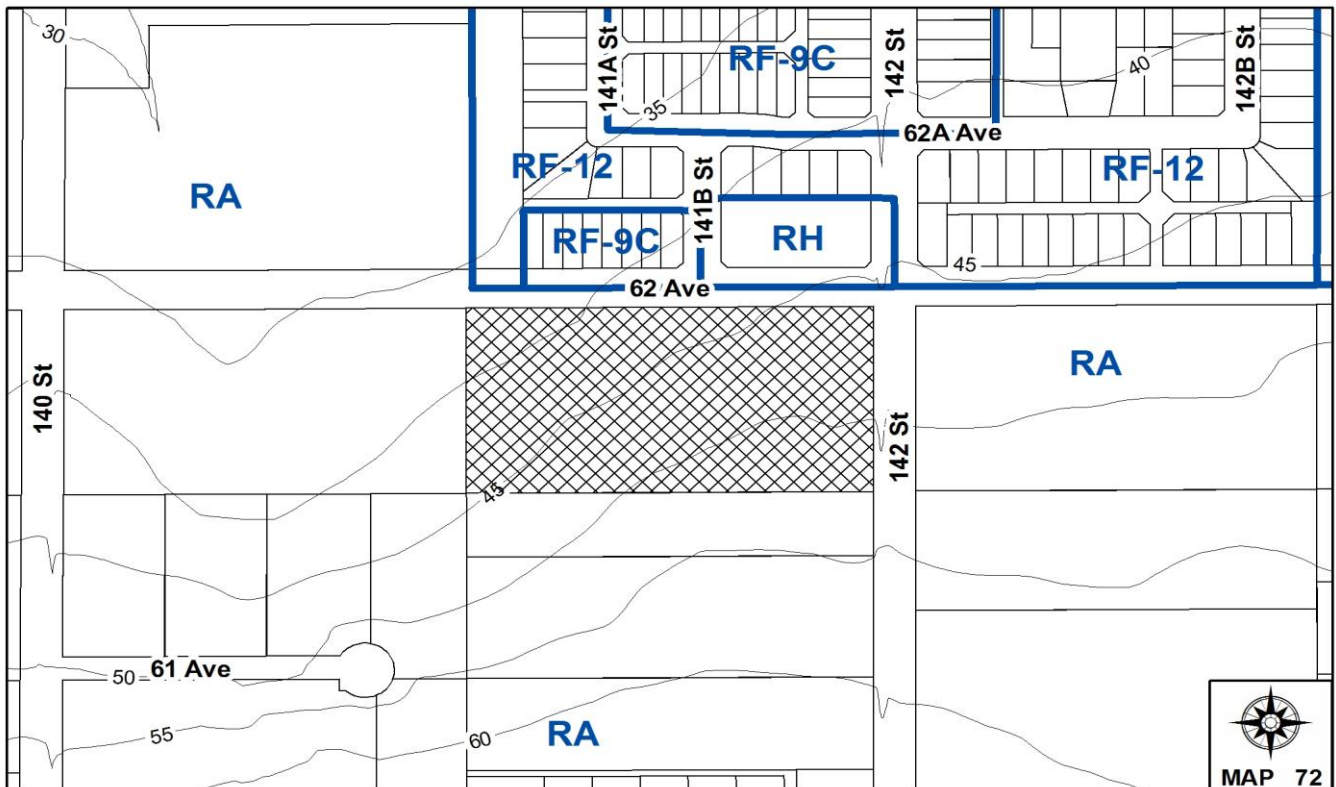 30
141A St
RF-9C
142 St
40
142B St
35
62A Ave
RF-12
141B St
RF-12
RA
RF-9C
RH
45
62 Ave
RA
140 St
142 St
45
50
61 Ave
55
60
RA
MAP 72